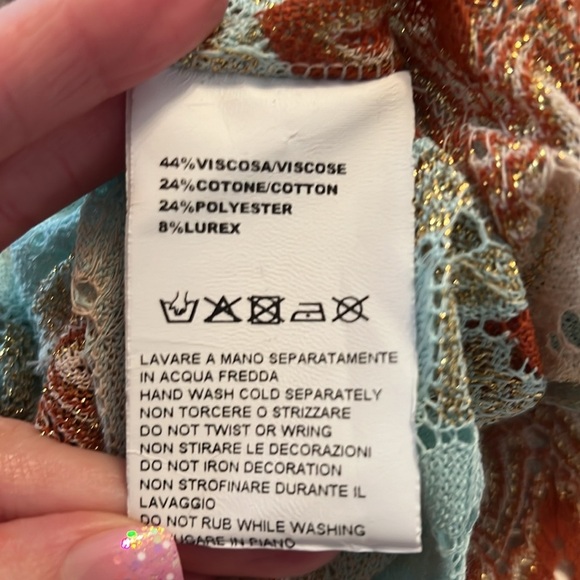 44%VISCOSA/VISCOSE
24%COTONE/COTTON
24%POLYESTER
8%LUREX
LAVARE A MANO SEPARATAMENTE
IN ACQUA FREDDA
HAND WASH COLD SEPARATELY
NON TORCERE O STRIZZARE
DO NOT TWIST OR WRING
NON STIRARE LE DECORAZIONI
DO NOT IRON DECORATION
NON STROFINARE DURANTE IL
LAVAGGIO
DO NOT RUB WHILE WASHING
IN PIANO